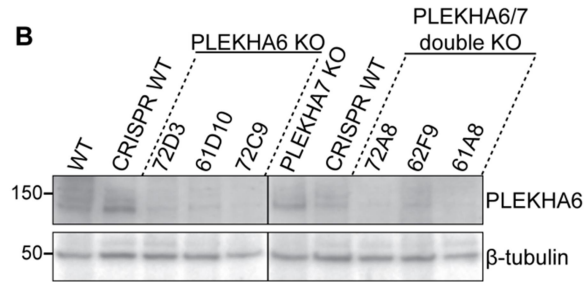 B
PLEKHA6/7
double KO
PLEKHA6 KO
WT
CRISPR WT
72D3
61D10
72C9
PLEKHA7 KO
CRISPR WT
72A8
62F9
61A8
150
PLEKHA6
50
β-tubulin